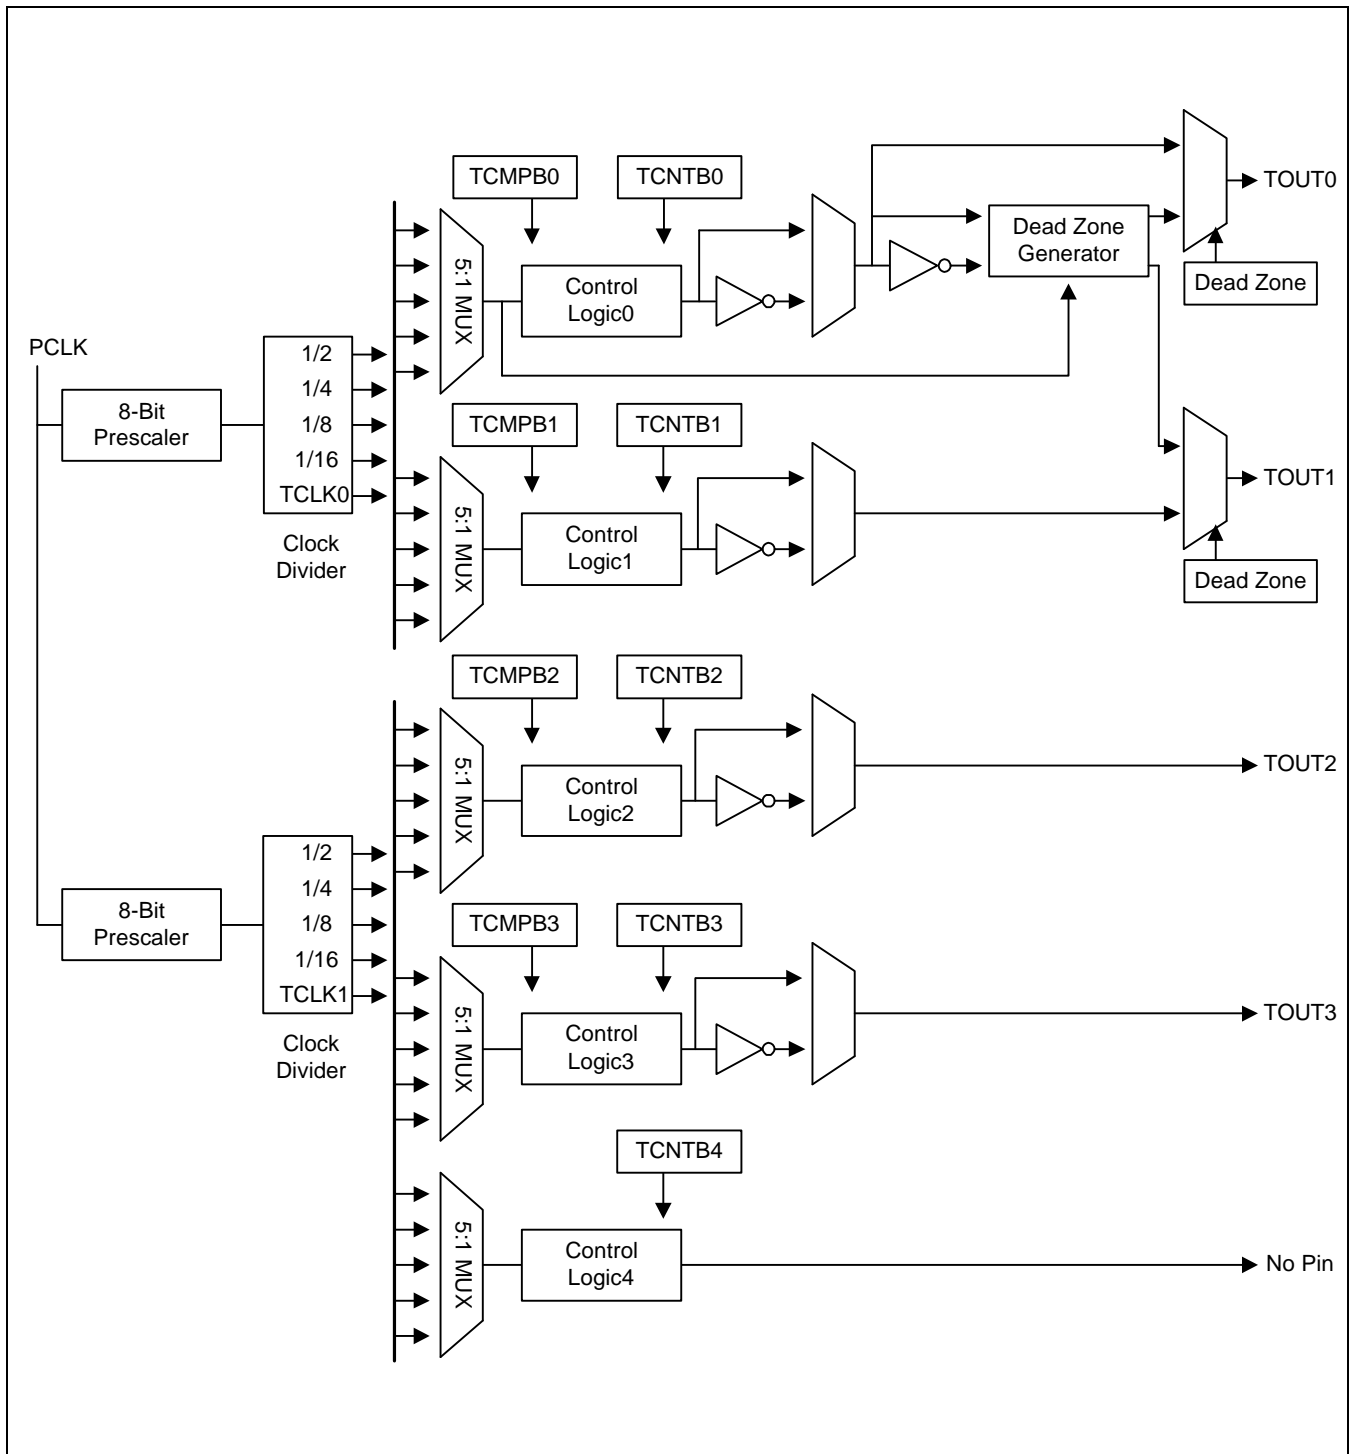 TCMPB0
TCNTB0
TOUT0
5:1 MUX
Control
Logic0
Dead Zone
Generator
Dead Zone
PCLK
8-Bit
Prescaler
1/2
1/4
1/8
1/16
TCLK0
Clock
Divider
TCMPB1
TCNTB1
5:1 MUX
Control
Logic1
TOUT1
Dead Zone
TCMPB2
TCNTB2
5:1 MUX
Control
Logic2
TOUT2
8-Bit
Prescaler
1/2
1/4
1/8
1/16
TCLK1
Clock
Divider
TCMPB3
TCNTB3
5:1 MUX
Control
Logic3
TOUT3
TCNTB4
5:1 MUX
Control
Logic4
No Pin